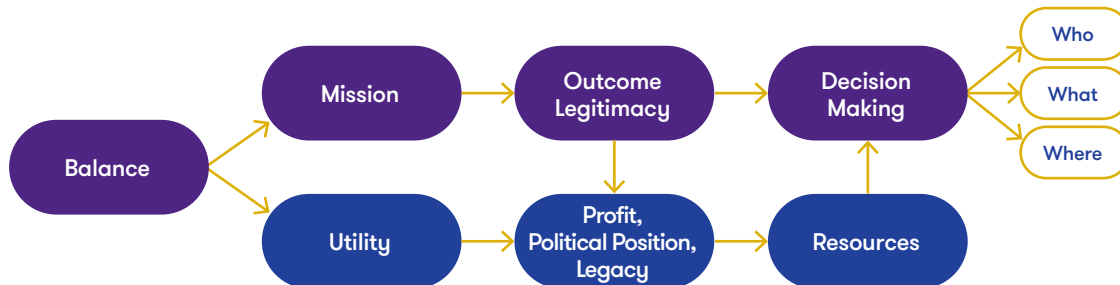 Balance
Mission
Outcome
Legitimacy
Decision
Making
Who
What
Where
Utility
Profit,
Political Position,
Legacy
Resources